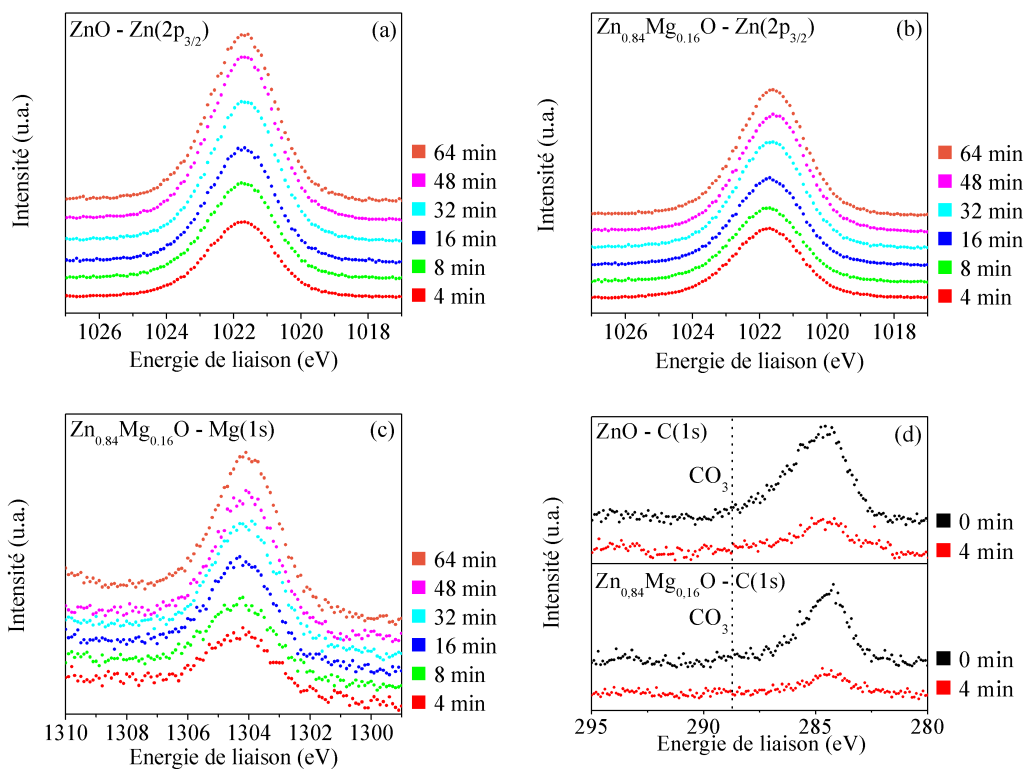 ZnO - Zn(2p3/2) (a)
Intensité (u.a.)
64 min
48 min
32 min
16 min
8 min
4 min
1026 1024 1022 1020 1018
Energie de liaison (eV)
Zn0.84Mg0.16O - Zn(2p3/2) (b)
Intensité (u.a.)
64 min
48 min
32 min
16 min
8 min
4 min
1026 1024 1022 1020 1018
Energie de liaison (eV)
Zn0.84Mg0.16O - Mg(1s) (c)
Intensité (u.a.)
64 min
48 min
32 min
16 min
8 min
4 min
1310 1308 1306 1304 1302 1300
Energie de liaison (eV)
ZnO - C(1s) (d)
CO3
Intensité (u.a.)
0 min
4 min
Zn0.84Mg0,16O - C(1s)
CO3
0 min
4 min
295 290 285 280
Energie de liaison (eV)